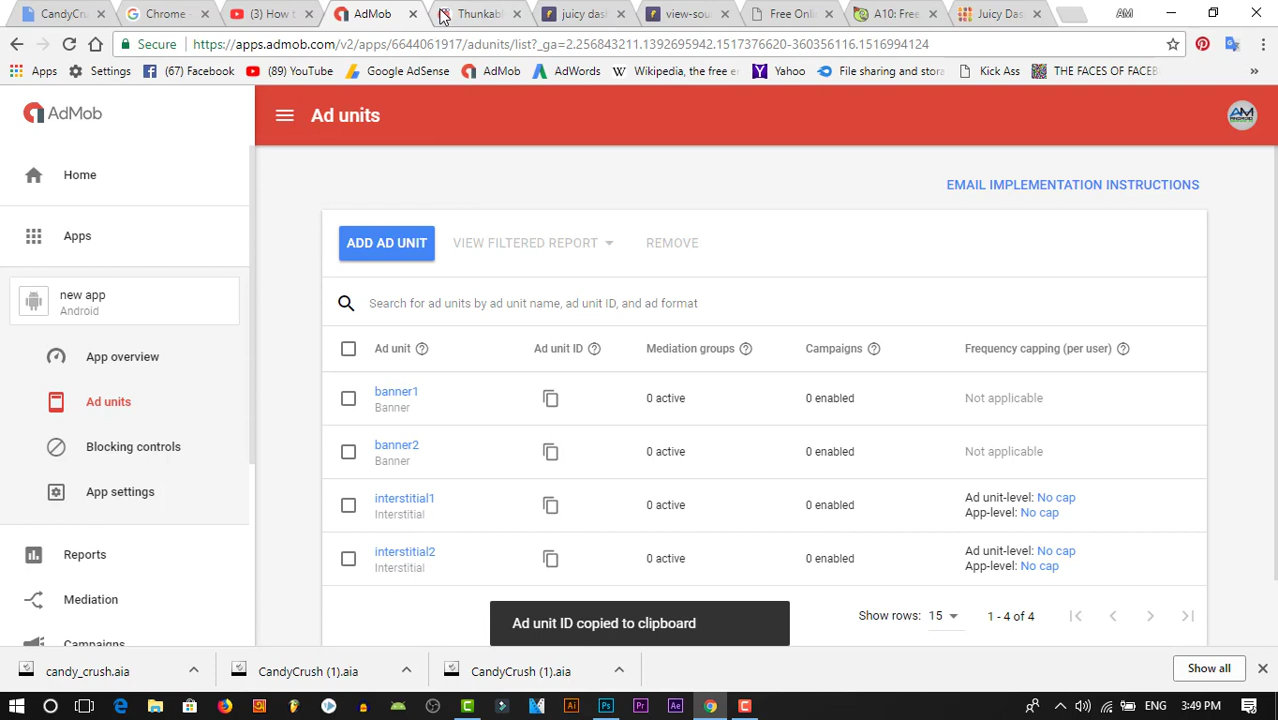 CandyCrus
Chrome -
(3) How t
AdMob
Thunkabl
juicy das
view-sou
Free Onli
A10: Free
Juicy Das
AM
Secure
https://apps.admob.com/v2/apps/6644061917/adunits/list?_ga=2.256843211.1392695942.1517376620-360566116.1516994124
Apps
Settings
(67) Facebook
(89) YouTube
Google AdSense
AdMob
AdWords
Wikipedia, the free e
Yahoo
File sharing and stora
Kick Ass
THE FACES OF FACEB
AdMob
Ad units
AM
Home
EMAIL IMPLEMENTATION INSTRUCTIONS
Apps
ADD AD UNIT
VIEW FILTERED REPORT
REMOVE
new app
Android
Search for ad units by ad unit name, ad unit ID, and ad format
App overview
Ad unit
Ad unit ID
Mediation groups
Campaigns
Frequency capping (per user)
Ad units
banner1
Banner
0 active
0 enabled
Not applicable
Blocking controls
banner2
Banner
0 active
0 enabled
Not applicable
App settings
interstitial1
Interstitial
0 active
0 enabled
Ad unit-level: No cap
App-level: No cap
Reports
interstitial2
Interstitial
0 active
0 enabled
Ad unit-level: No cap
App-level: No cap
Mediation
Campaigns
Ad unit ID copied to clipboard
Show rows: 15
1 - 4 of 4
candy_crush.aia
CandyCrush (1).aia
CandyCrush (1).aia
Show all
ENG
3:49 PM